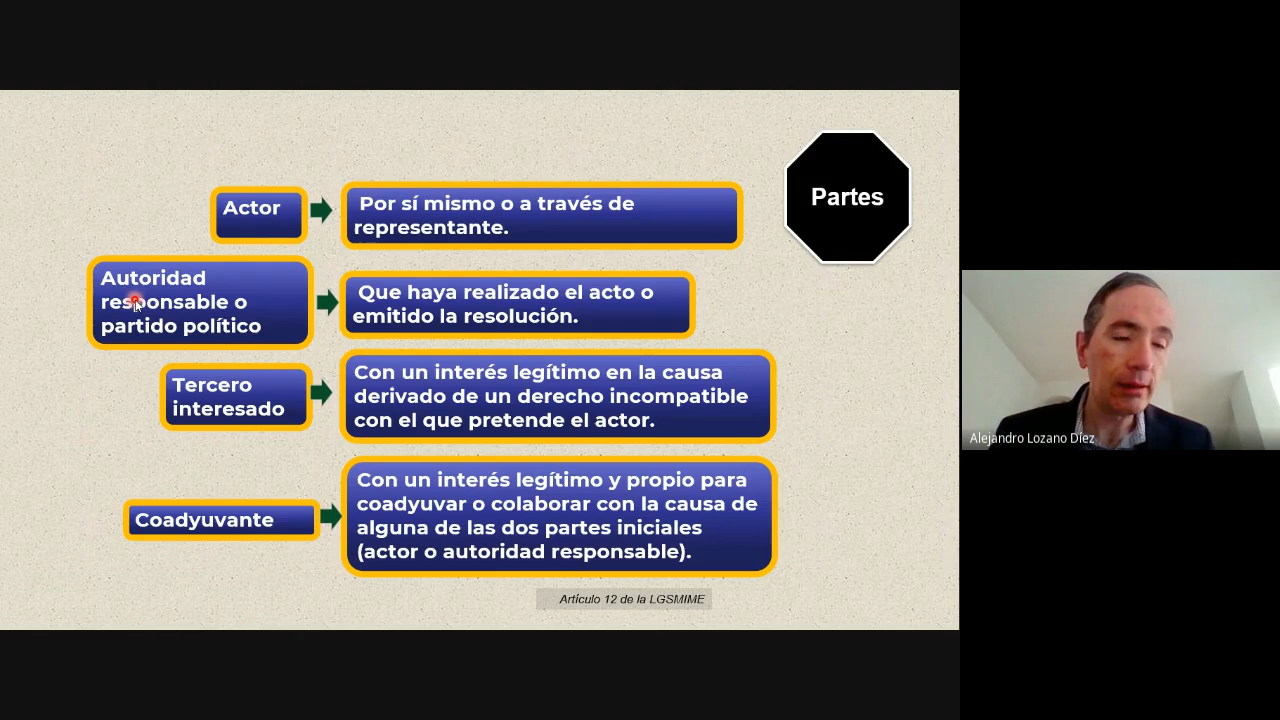 Partes
Actor
Por sí mismo o a través de
representante.
Autoridad
responsable o
partido político
Que haya realizado el acto o
emitido la resolución.
Tercero
interesado
Con un interés legítimo en la causa
derivado de un derecho incompatible
con el que pretende el actor.
Coadyuvante
Con un interés legítimo y propio para
coadyuvar o colaborar con la causa de
alguna de las dos partes iniciales
(actor o autoridad responsable).
Artículo 12 de la LGSMIME
Alejandro Lozano Díez